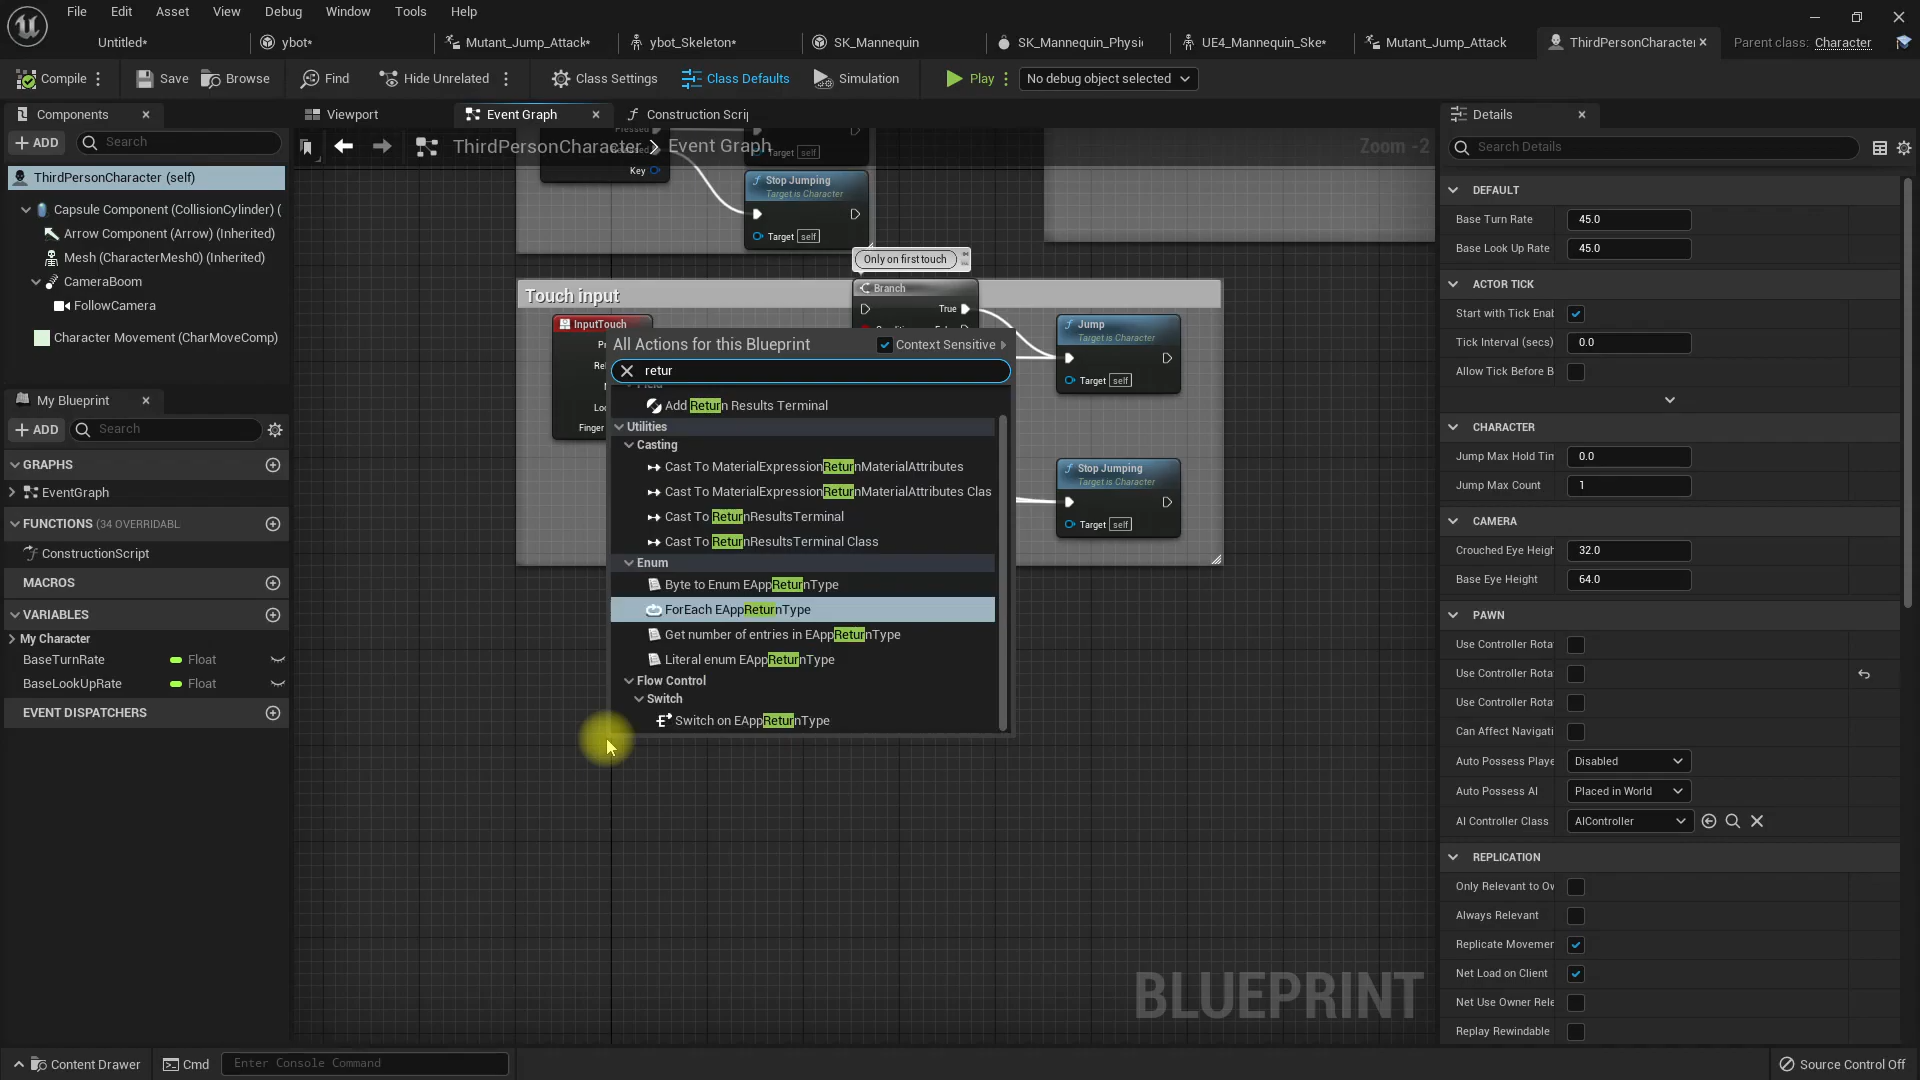 File Edit Asset View Debug Window Tools Help
Untitled* ybot* Mutant_Jump_Attack* ybot_Skeleton* SK_Mannequin SK_Mannequin_Physi UE4_Mannequin_Ske* Mutant_Jump_Attack ThirdPersonCharacter Parent class: Character
Compile Save Browse Find Hide Unrelated Class Settings Class Defaults Simulation Play No debug object selected
Components
ADD Search
ThirdPersonCharacter (self)
Capsule Component (CollisionCylinder) (
Arrow Component (Arrow) (Inherited)
Mesh (CharacterMesh0) (Inherited)
CameraBoom
FollowCamera
Character Movement (CharMoveComp)
My Blueprint
ADD Search
GRAPHS
EventGraph
FUNCTIONS (34 OVERRIDABL
ConstructionScript
MACROS
VARIABLES
My Character
BaseTurnRate Float
BaseLookUpRate Float
EVENT DISPATCHERS
Viewport Event Graph Construction Scrip
ThirdPersonCharacter > Event Graph Zoom -2
Pressed
Key
Target self
Stop Jumping
Target is Character
Target self
Only on first touch
Touch input
Branch
True
InputTouch
Finger
Jump
Target is Character
Target self
Stop Jumping
Target is Character
Target self
All Actions for this Blueprint Context Sensitive
retur
Add Return Results Terminal
Utilities
Casting
Cast To MaterialExpressionReturnMaterialAttributes
Cast To MaterialExpressionReturnMaterialAttributes Clas
Cast To ReturnResultsTerminal
Cast To ReturnResultsTerminal Class
Enum
Byte to Enum EAppReturnType
ForEach EAppReturnType
Get number of entries in EAppReturnType
Literal enum EAppReturnType
Flow Control
Switch
Switch on EAppReturnType
BLUEPRINT
Details
Search Details
DEFAULT
Base Turn Rate 45.0
Base Look Up Rate 45.0
ACTOR TICK
Start with Tick Enab
Tick Interval (secs) 0.0
Allow Tick Before B
CHARACTER
Jump Max Hold Tim 0.0
Jump Max Count 1
CAMERA
Crouched Eye Heigh 32.0
Base Eye Height 64.0
PAWN
Use Controller Rota
Use Controller Rota
Use Controller Rota
Can Affect Navigati
Auto Possess Playe Disabled
Auto Possess AI Placed in World
AI Controller Class AIController
REPLICATION
Only Relevant to Ow
Always Relevant
Replicate Movemen
Net Load on Client
Net Use Owner Rele
Replay Rewindable
Content Drawer Cmd Enter Console Command Source Control Off